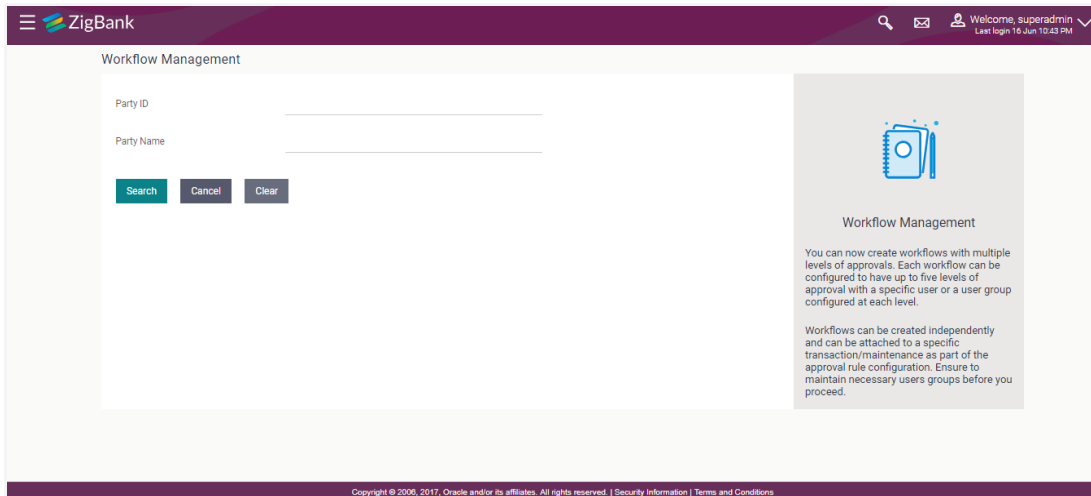 ZigBank
Welcome, superadmin
Last login 16 Jun 10:43 PM
Workflow Management
Party ID
Party Name
Search Cancel Clear
Workflow Management
You can now create workflows with multiple
levels of approvals. Each workflow can be
configured to have up to five levels of
approval with a specific user or a user group
configured at each level.
Workflows can be created independently
and can be attached to a specific
transaction/maintenance as part of the
approval rule configuration. Ensure to
maintain necessary users groups before you
proceed.
Copyright © 2006, 2017, Oracle and/or its affiliates. All rights reserved. | Security Information | Terms and Conditions